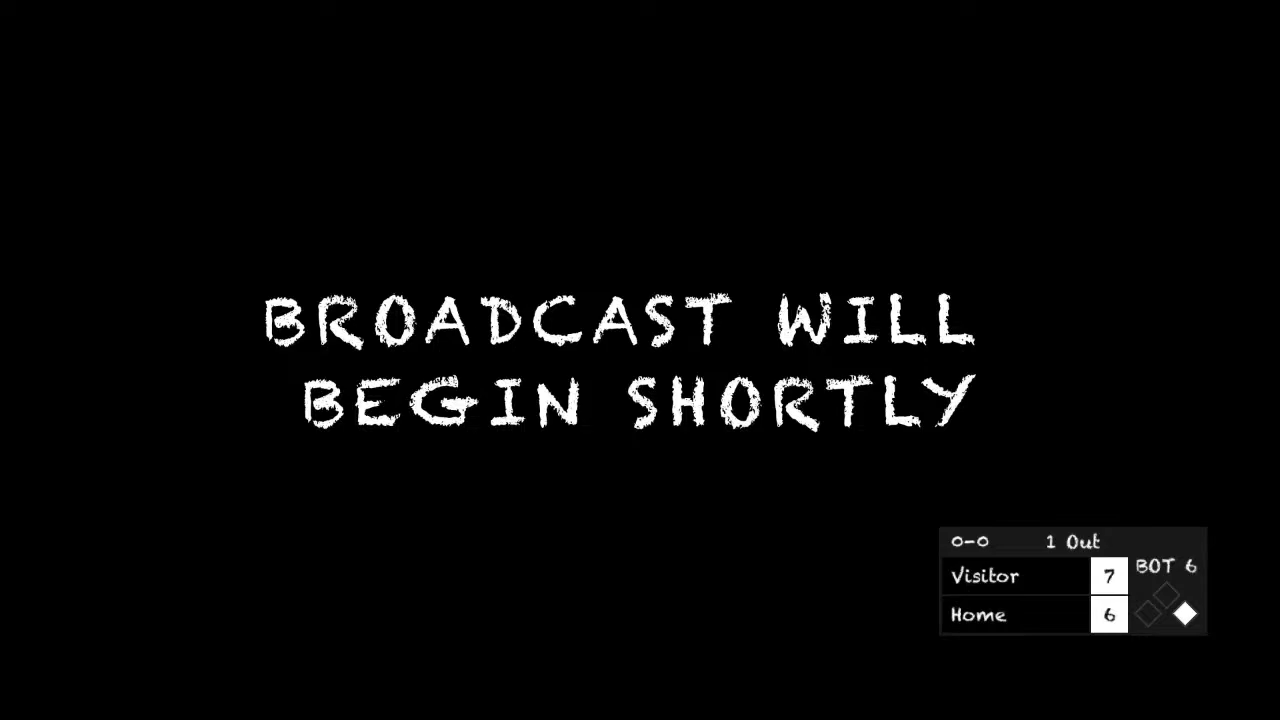 BROADCAST WILL
BEGIN SHORTLY
0-0 1 Out
BOT 6
Visitor 7
Home 6